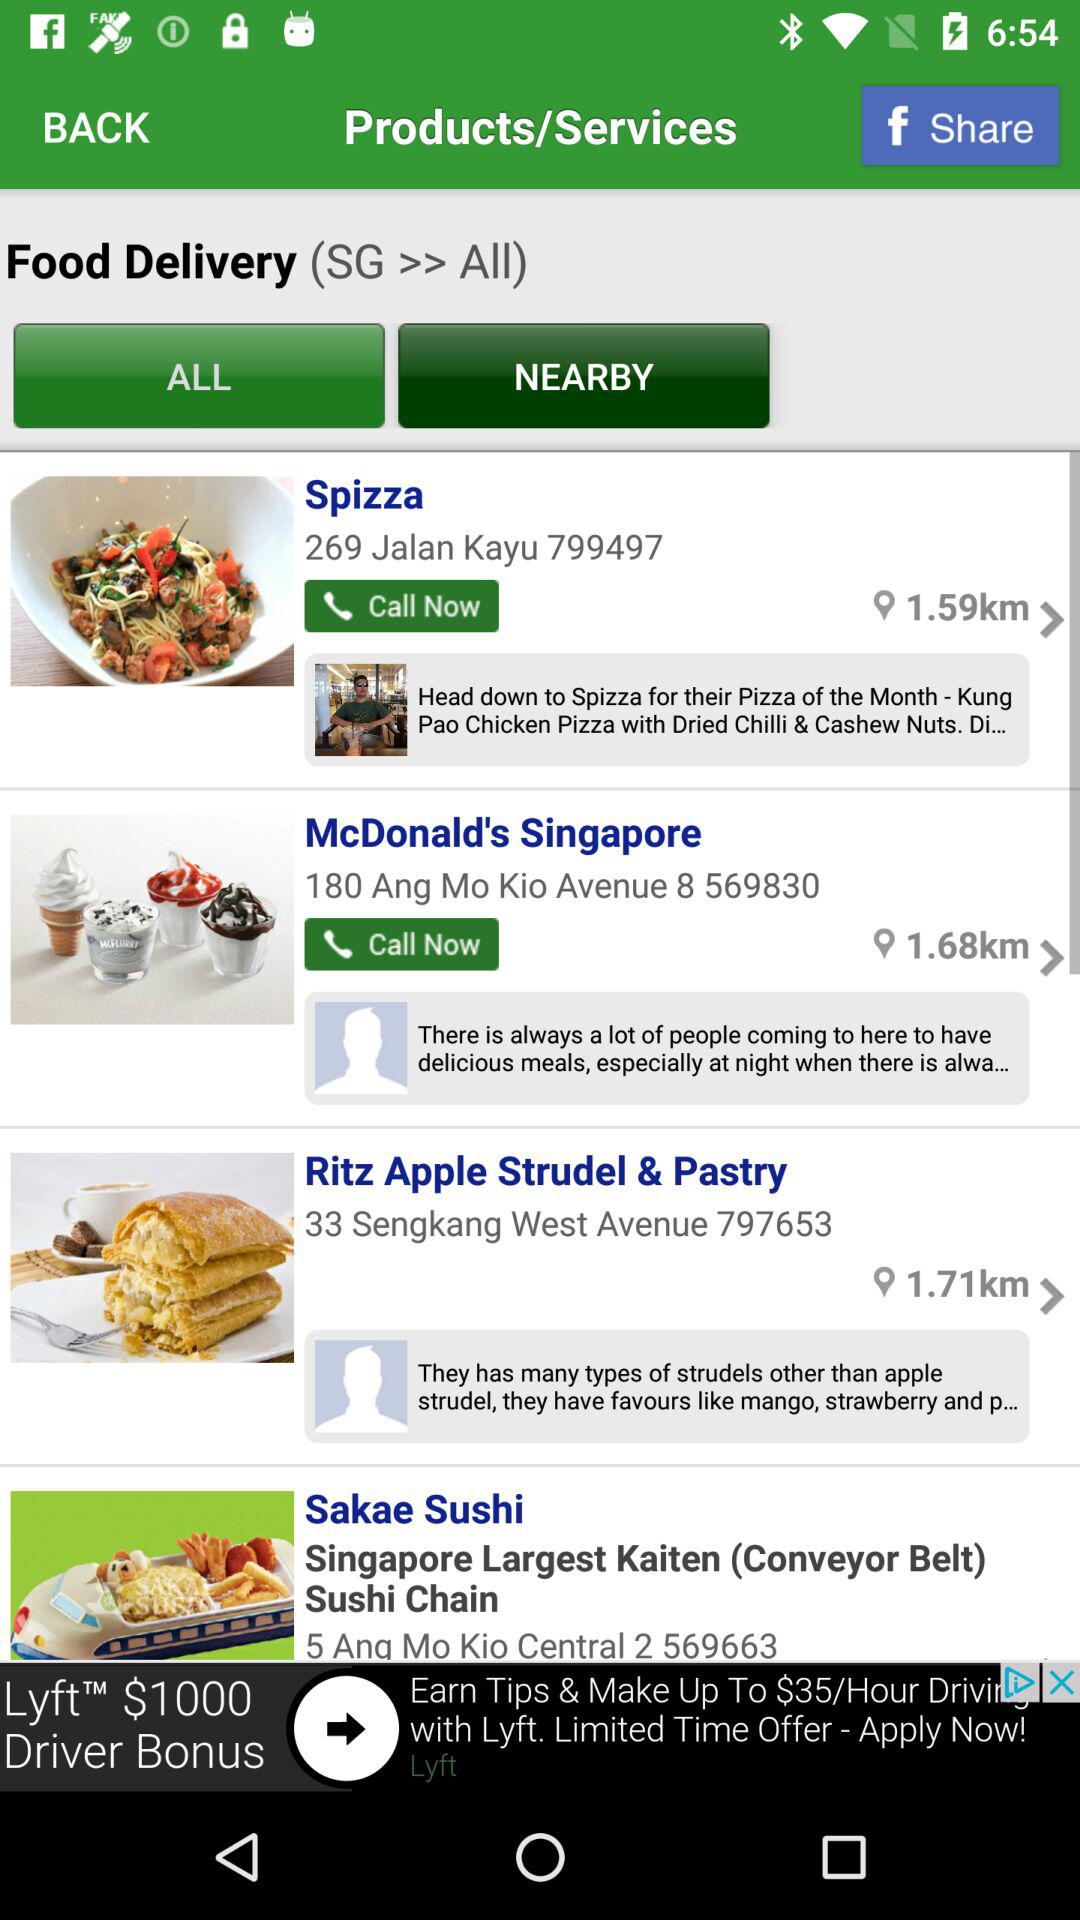 FAKE
6:54
BACK
Products/Services
f Share
Food Delivery (SG >> All)
ALL
NEARBY
Spizza
269 Jalan Kayu 799497
Call Now
1.59km
Head down to Spizza for their Pizza of the Month - Kung
Pao Chicken Pizza with Dried Chilli & Cashew Nuts. Di...
McDonald's Singapore
MCFLURRY
180 Ang Mo Kio Avenue 8 569830
Call Now
1.68km
There is always a lot of people coming to here to have
delicious meals, especially at night when there is alwa...
Ritz Apple Strudel & Pastry
33 Sengkang West Avenue 797653
1.71km
They has many types of strudels other than apple
strudel, they have favours like mango, strawberry and p...
Sakae Sushi
Singapore Largest Kaiten (Conveyor Belt)
Sushi Chain
SAKAE
SUSHI
5 Ang Mo Kio Central 2 569663
Lyft™ $1000
Driver Bonus
Earn Tips & Make Up To $35/Hour Driving
with Lyft. Limited Time Offer - Apply Now!
Lyft